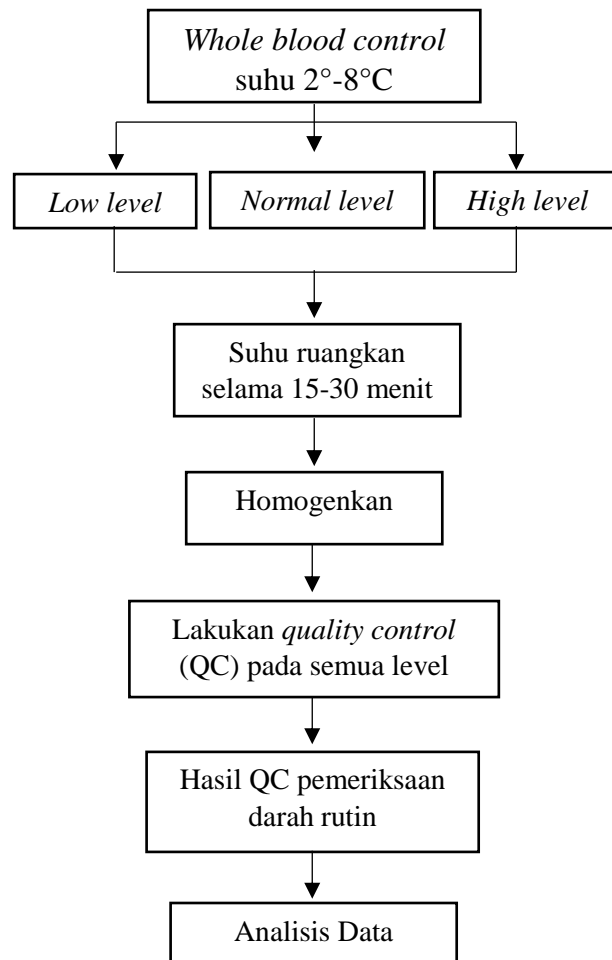 Whole blood control
suhu 2°-8°C
Low level
Normal level
High level
Suhu ruangkan
selama 15-30 menit
Homogenkan
Lakukan quality control
(QC) pada semua level
Hasil QC pemeriksaan
darah rutin
Analisis Data